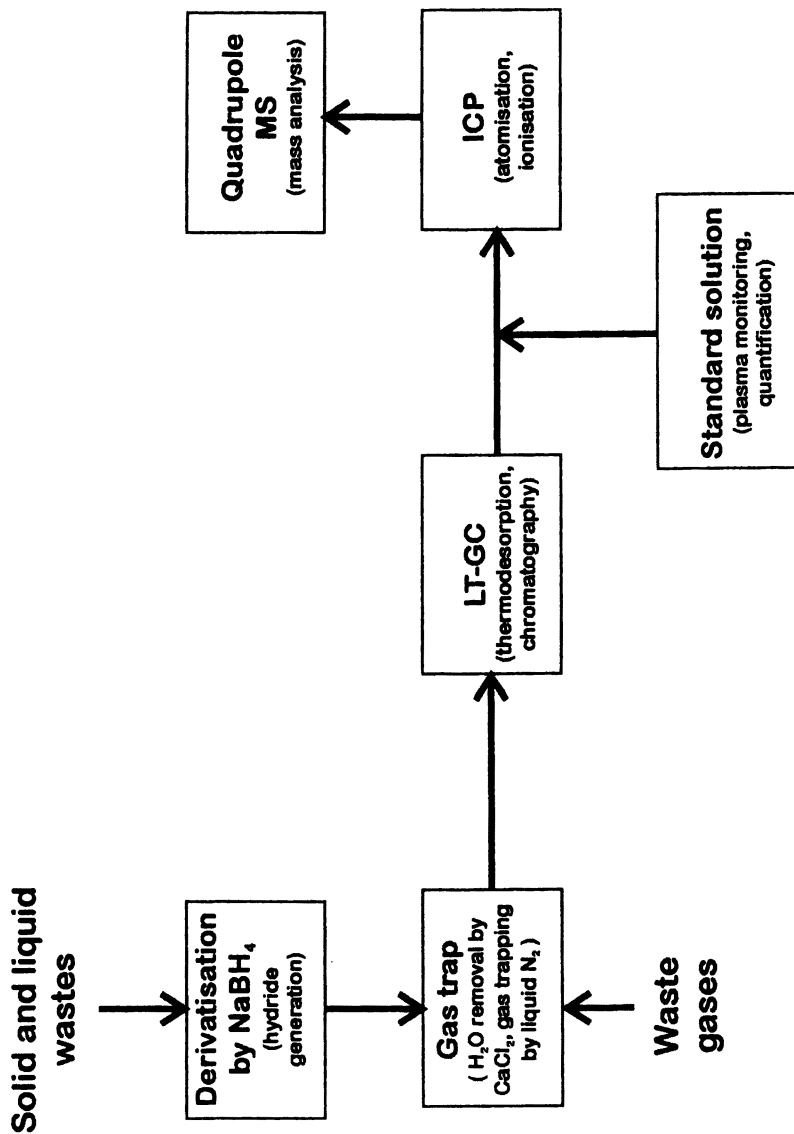 Solid and liquid
wastes
Derivatisation
by NaBH₄
(hydride
generation)
Gas trap
( H₂O removal by
CaCl₂, gas trapping
by liquid N₂)
Waste
gases
LT-GC
(thermodesorption,
chromatography)
Standard solution
(plasma monitoring,
quantification)
ICP
(atomisation,
ionisation)
Quadrupole
MS
(mass analysis)